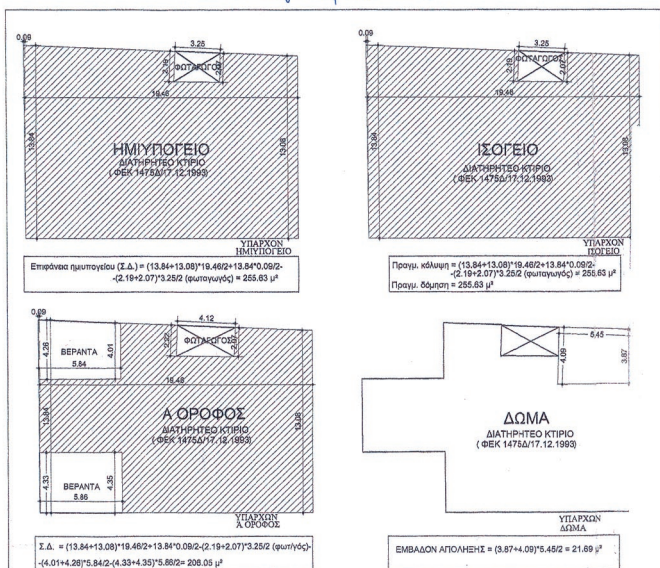 0.09
3.25
2.19
ΦΩΤΑΓΩΓΟΣ
2.07
19.46
13.84
13.08
ΗΜΙΥΠΟΓΕΙΟ
ΔΙΑΤΗΡΗΤΕΟ ΚΤΙΡΙΟ
( ΦΕΚ 1475Δ/17.12.1993)
ΥΠΑΡΧΟΝ
ΗΜΙΥΠΟΓΕΙΟ
Επιφάνεια ημιυπογείου (Σ.Δ.) = (13.84+13.08)*19.46/2+13.84*0.09/2-
-(2.19+2.07)*3.25/2 (φωταγωγός) = 255.63 μ²
0.09
3.25
2.19
ΦΩΤΑΓΩΓΟΣ
2.07
19.46
13.84
13.08
ΙΣΟΓΕΙΟ
ΔΙΑΤΗΡΗΤΕΟ ΚΤΙΡΙΟ
( ΦΕΚ 1475Δ/17.12.1993)
ΥΠΑΡΧΟΝ
ΙΣΟΓΕΙΟ
Πραγμ. κάλυψη = (13.84+13.08)*19.46/2+13.84*0.09/2-
-(2.19+2.07)*3.25/2 (φωταγωγός) = 255.63 μ²
Πραγμ. δόμηση = 255.63 μ²
0.09
4.12
2.22
ΦΩΤΑΓΩΓΟΣ
2.07
4.26
ΒΕΡΑΝΤΑ
4.01
5.84
19.46
13.84
13.08
Α ΟΡΟΦΟΣ
ΔΙΑΤΗΡΗΤΕΟ ΚΤΙΡΙΟ
( ΦΕΚ 1475Δ/17.12.1993)
4.33
ΒΕΡΑΝΤΑ
4.35
5.86
ΥΠΑΡΧΩΝ
Α ΟΡΟΦΟΣ
Σ.Δ. = (13.84+13.08)*19.46/2+13.84*0.09/2-(2.19+2.07)*3.25/2 (φωτ/γός)-
-(4.01+4.26)*5.84/2-(4.33+4.35)*5.86/2= 206.05 μ²
5.45
4.09
3.87
ΔΩΜΑ
ΔΙΑΤΗΡΗΤΕΟ ΚΤΙΡΙΟ
( ΦΕΚ 1475Δ/17.12.1993)
ΥΠΑΡΧΩΝ
ΔΩΜΑ
ΕΜΒΑΔΟΝ ΑΠΟΛΗΞΗΣ = (3.87+4.09)*5.45/2 = 21.69 μ²